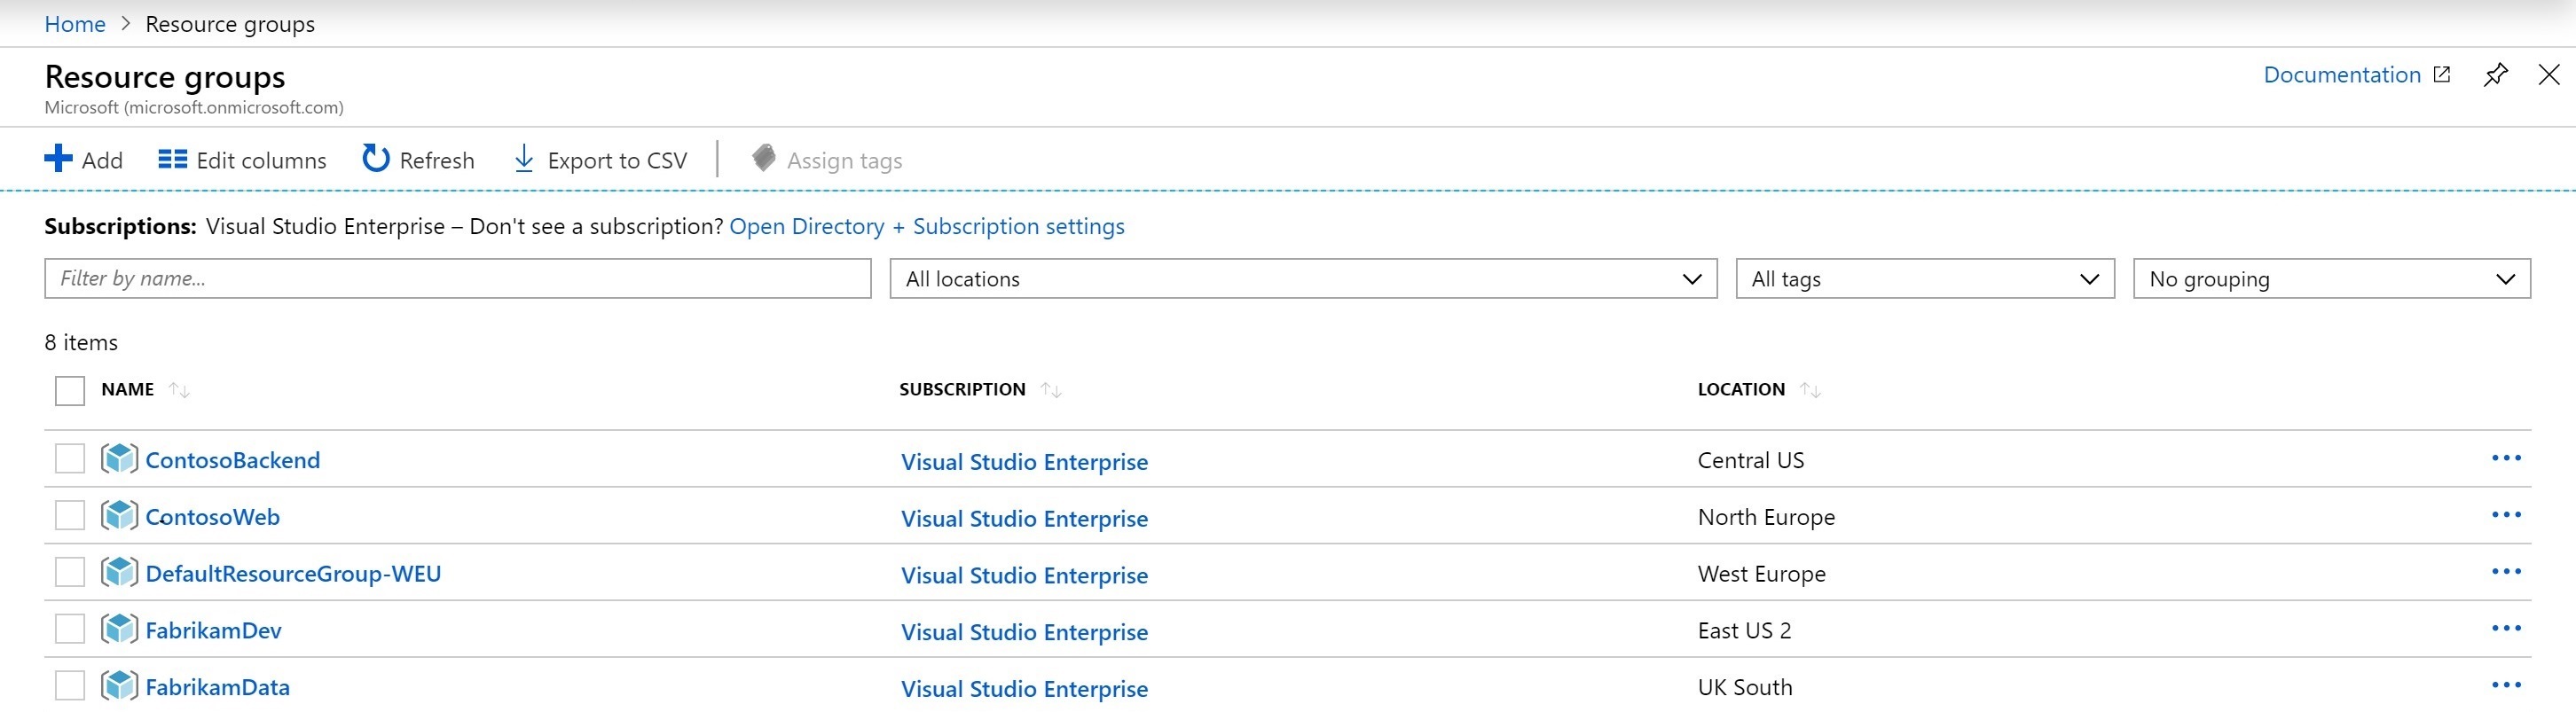 Home > Resource groups
Resource groups
Documentation
Microsoft (microsoft.onmicrosoft.com)
Add Edit columns Refresh Export to CSV Assign tags
Subscriptions: Visual Studio Enterprise – Don't see a subscription? Open Directory + Subscription settings
Filter by name... All locations All tags No grouping
8 items
NAME SUBSCRIPTION LOCATION
ContosoBackend Visual Studio Enterprise Central US
ContosoWeb Visual Studio Enterprise North Europe
DefaultResourceGroup-WEU Visual Studio Enterprise West Europe
FabrikamDev Visual Studio Enterprise East US 2
FabrikamData Visual Studio Enterprise UK South